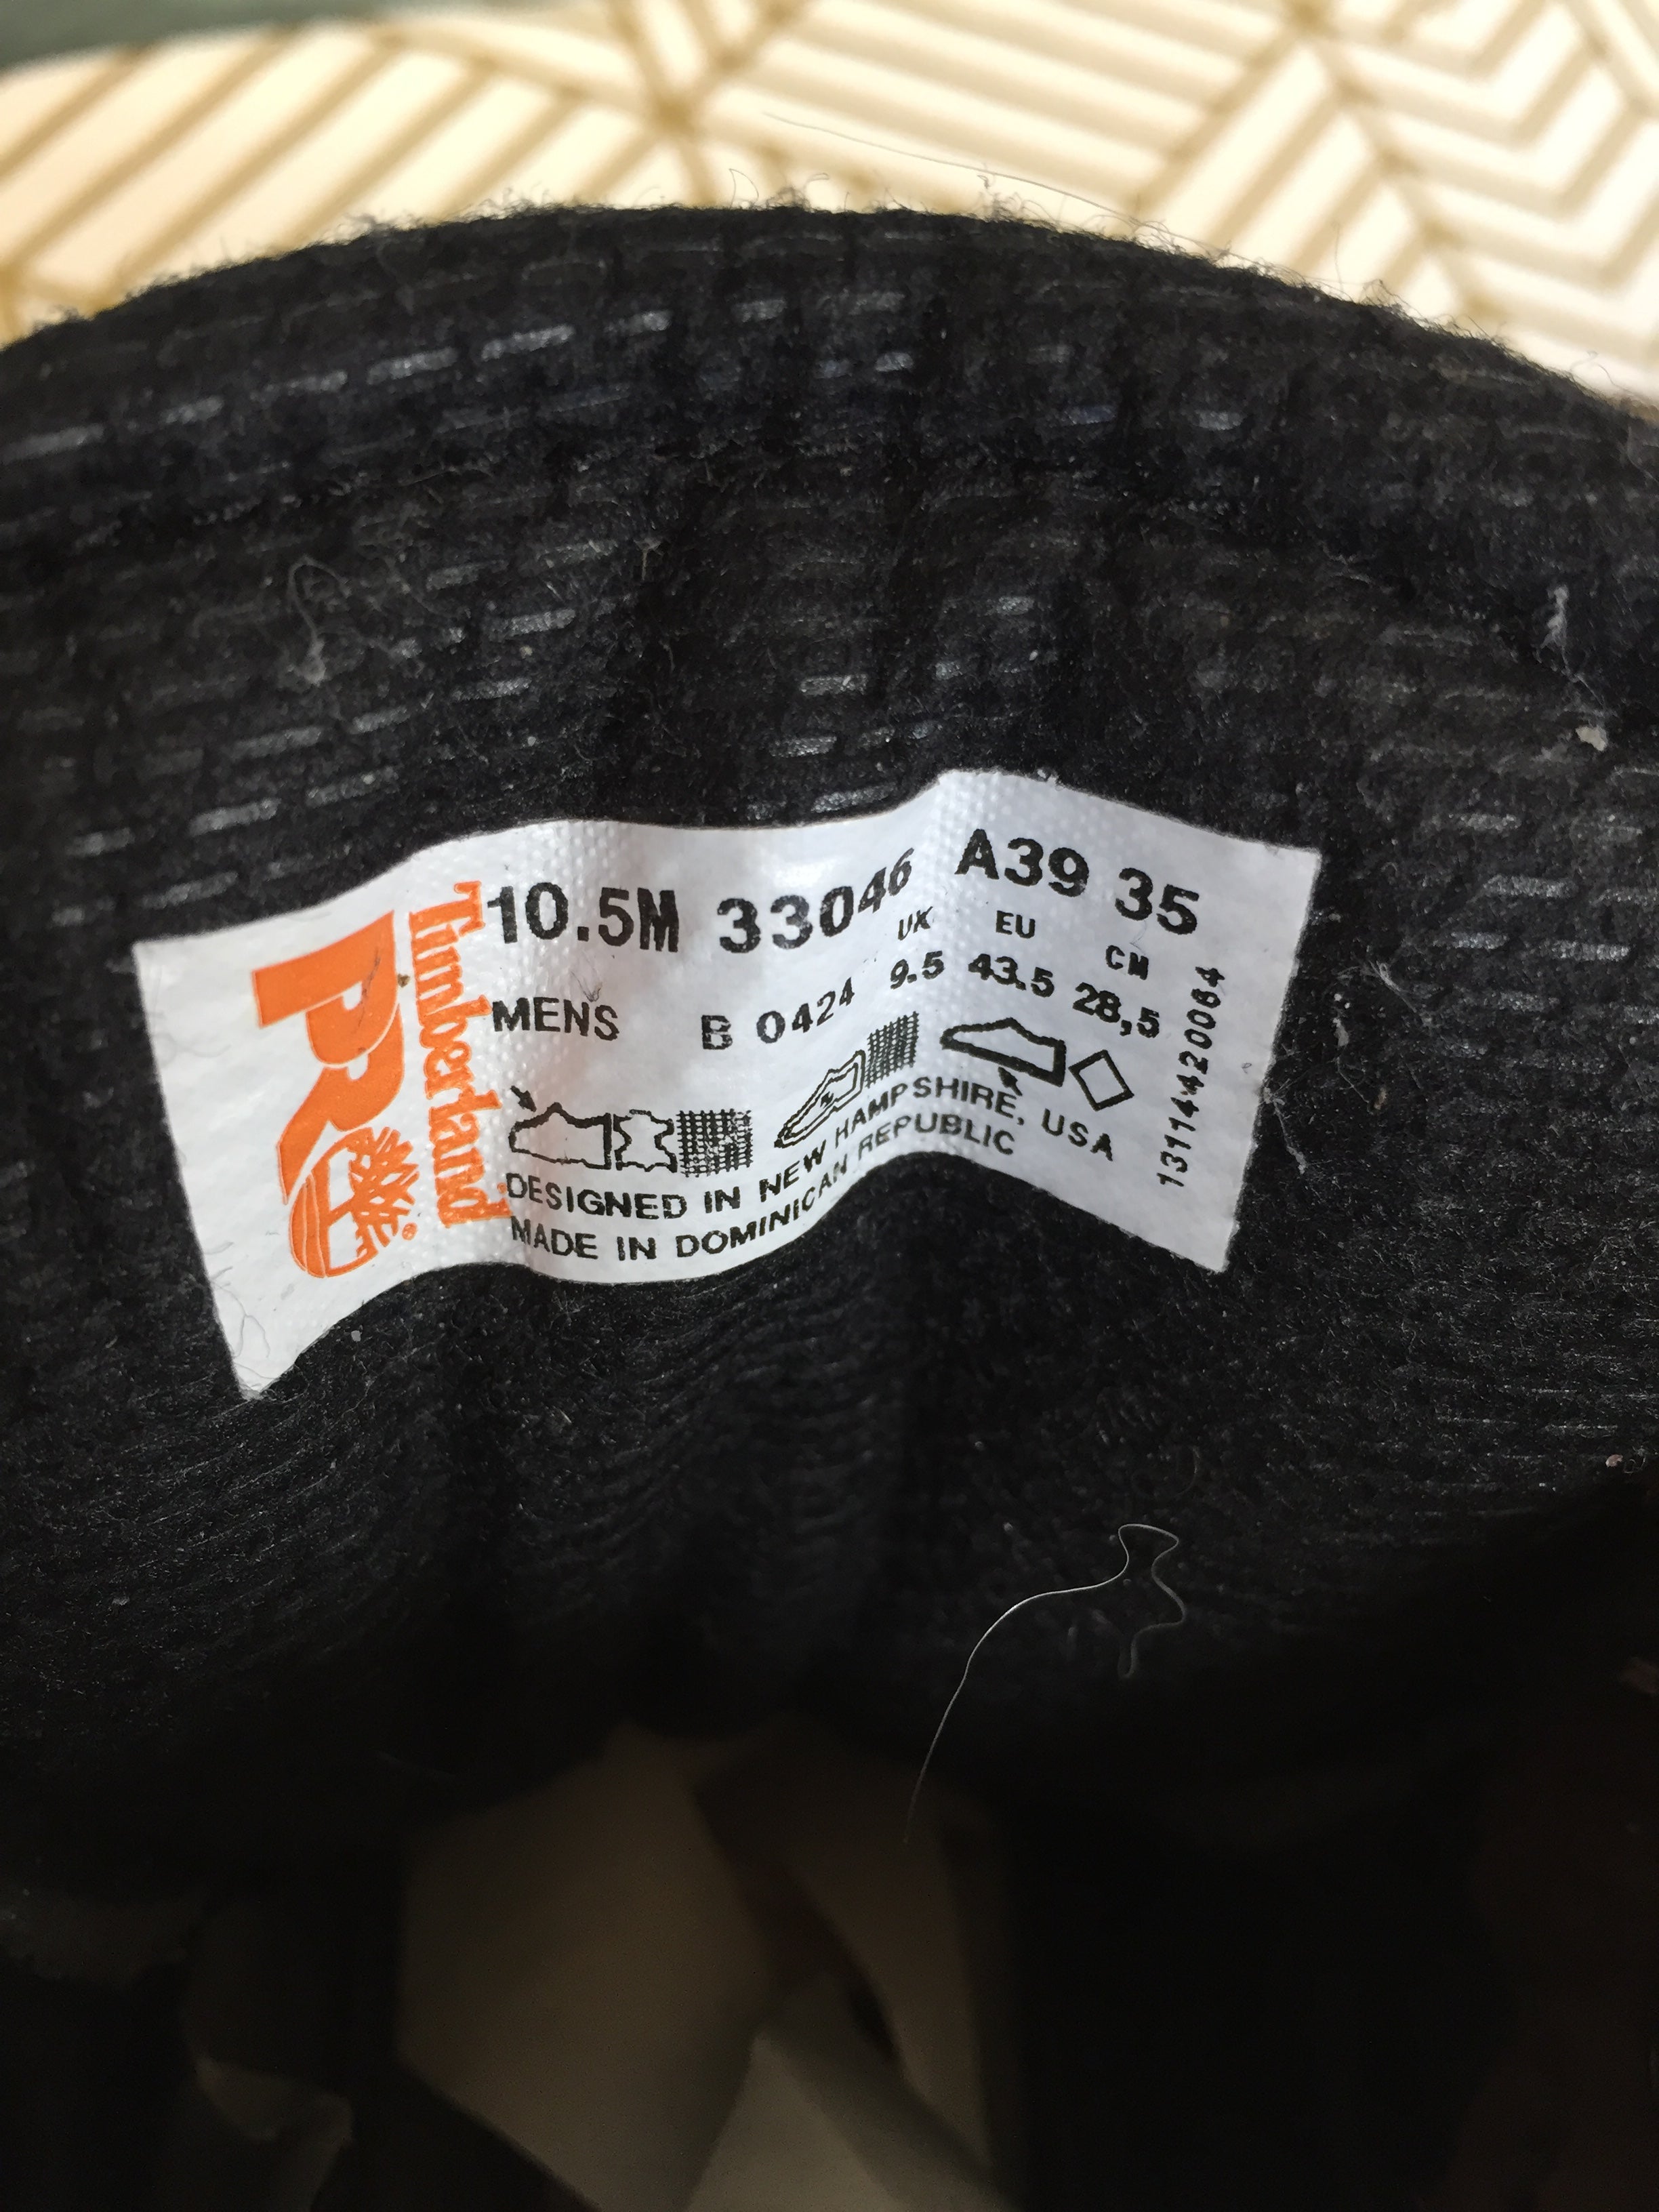 Timberland
PRO
®
10.5M 33046 A39 35
UK EU CM
MENS B 0424 9.5 43.5 28,5
DESIGNED IN NEW HAMPSHIRE, USA
MADE IN DOMINICAN REPUBLIC
13114420064